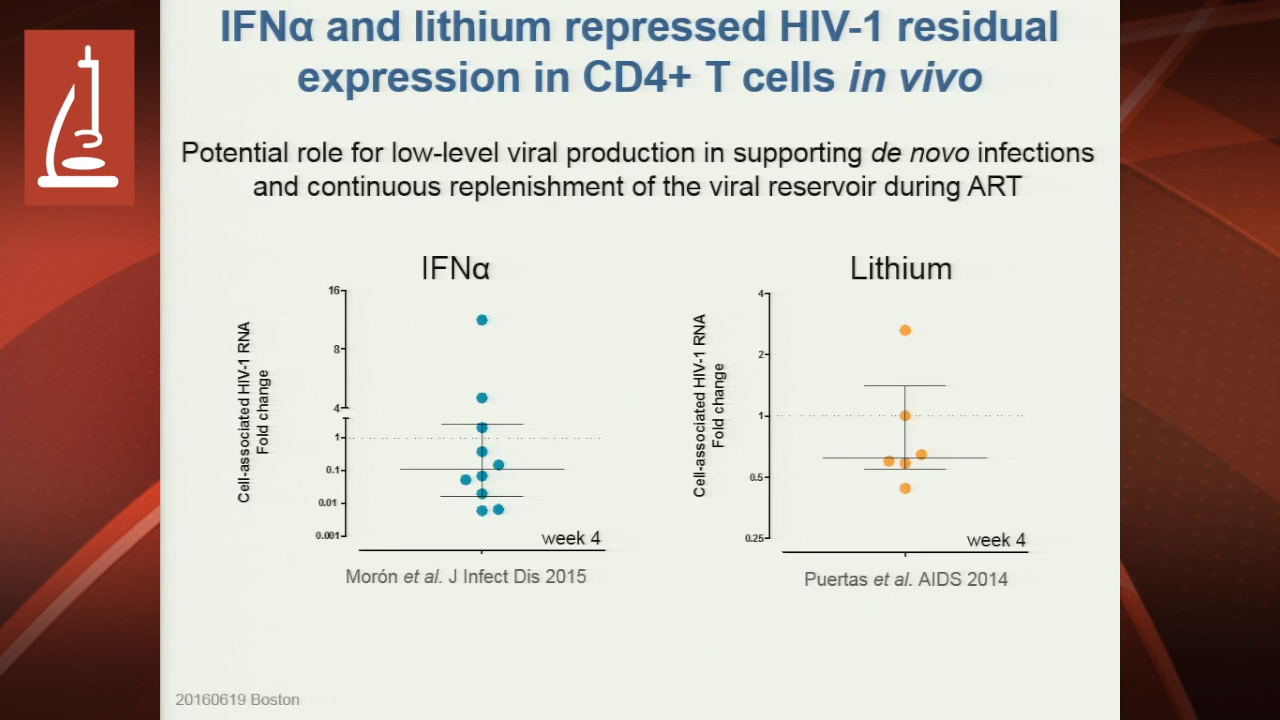 IFNα and lithium repressed HIV-1 residual
expression in CD4+ T cells in vivo
Potential role for low-level viral production in supporting de novo infections
and continuous replenishment of the viral reservoir during ART
IFNα
16
8
4
1
0.1
0.01
0.001
Cell-associated HIV-1 RNA
Fold change
week 4
Morón et al. J Infect Dis 2015
Lithium
4
2
1
0.5
0.25
Cell-associated HIV-1 RNA
Fold change
week 4
Puertas et al. AIDS 2014
20160619 Boston